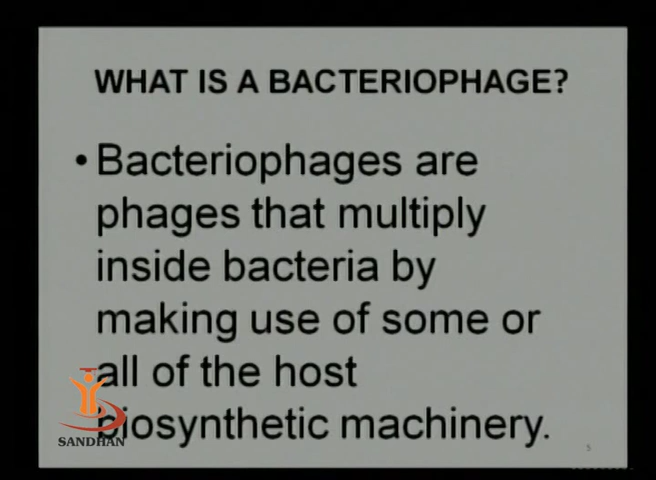 WHAT IS A BACTERIOPHAGE?
• Bacteriophages are
phages that multiply
inside bacteria by
making use of some or
all of the host
biosynthetic machinery.
SANDHAN
5